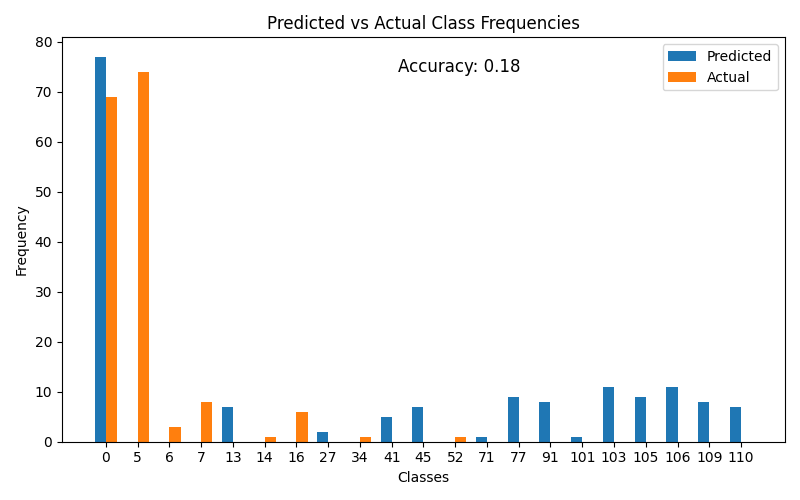 Predicted vs Actual Class Frequencies
Accuracy: 0.18
Predicted
Actual
80
70
60
50
40
30
20
10
0
Frequency
0 5 6 7 13 14 16 27 34 41 45 52 71 77 91 101 103 105 106 109 110
Classes